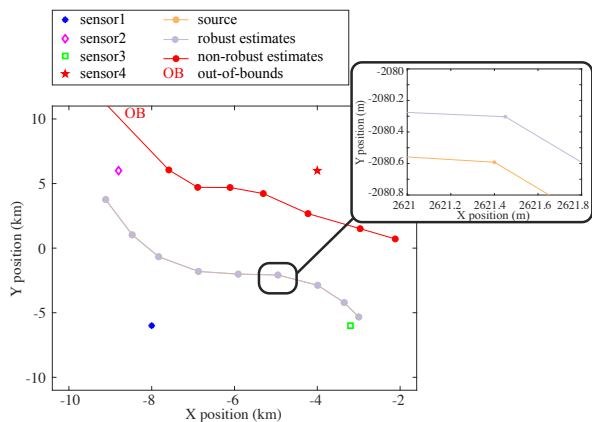 sensor1 source
sensor2 robust estimates
sensor3 non-robust estimates
sensor4 OB out-of-bounds
-2080
-2080.2
-2080.4
-2080.6
-2080.8
Y position (m)
2621 2621.2 2621.4 2621.6 2621.8
X position (m)
OB
10
5
0
-5
-10
Y position (km)
-10 -8 -6 -4 -2
X position (km)